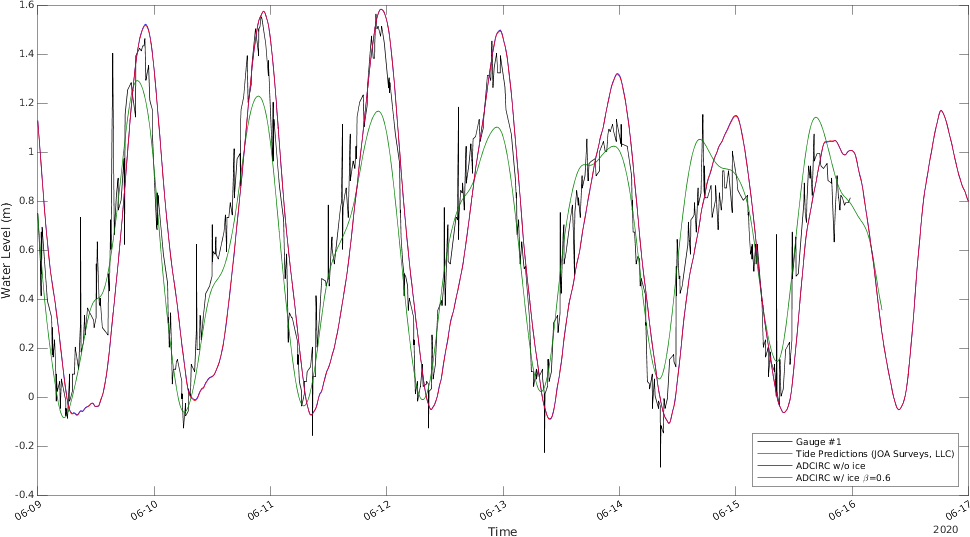 1.6
1.4
1.2
1
0.8
0.6
0.4
0.2
0
-0.2
-0.4
Water Level (m)
Gauge #1
Tide Predictions (JOA Surveys, LLC)
ADCIRC w/o ice
ADCIRC w/ ice β=0.6
06-09 06-10 06-11 06-12 06-13 06-14 06-15 06-16 06-17
Time
2020